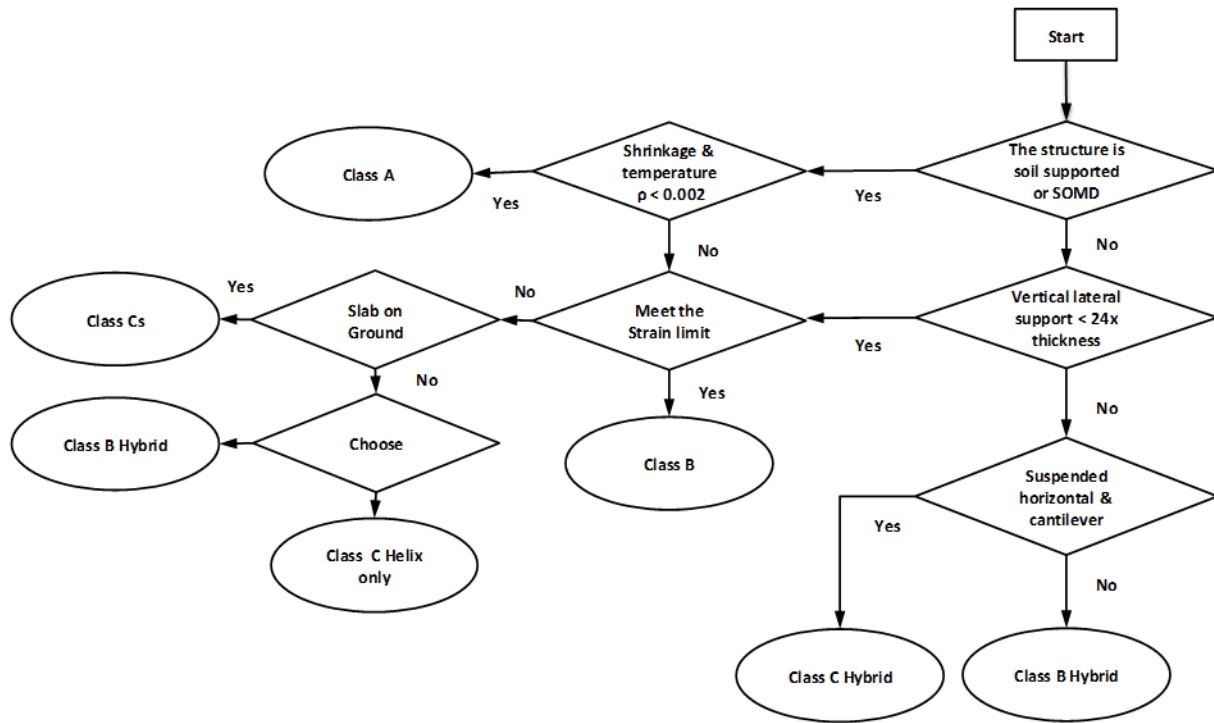 Start
Shrinkage &
temperature
ρ < 0.002
The structure is
soil supported
or SOMD
Class A
Yes
Yes
No
No
Class Cs
Yes
Slab on
Ground
No
Meet the
Strain limit
Yes
Vertical lateral
support < 24x
thickness
No
Yes
No
Class B Hybrid
Choose
Class B
Suspended
horizontal &
cantilever
Yes
Class C Helix
only
No
Class C Hybrid
Class B Hybrid